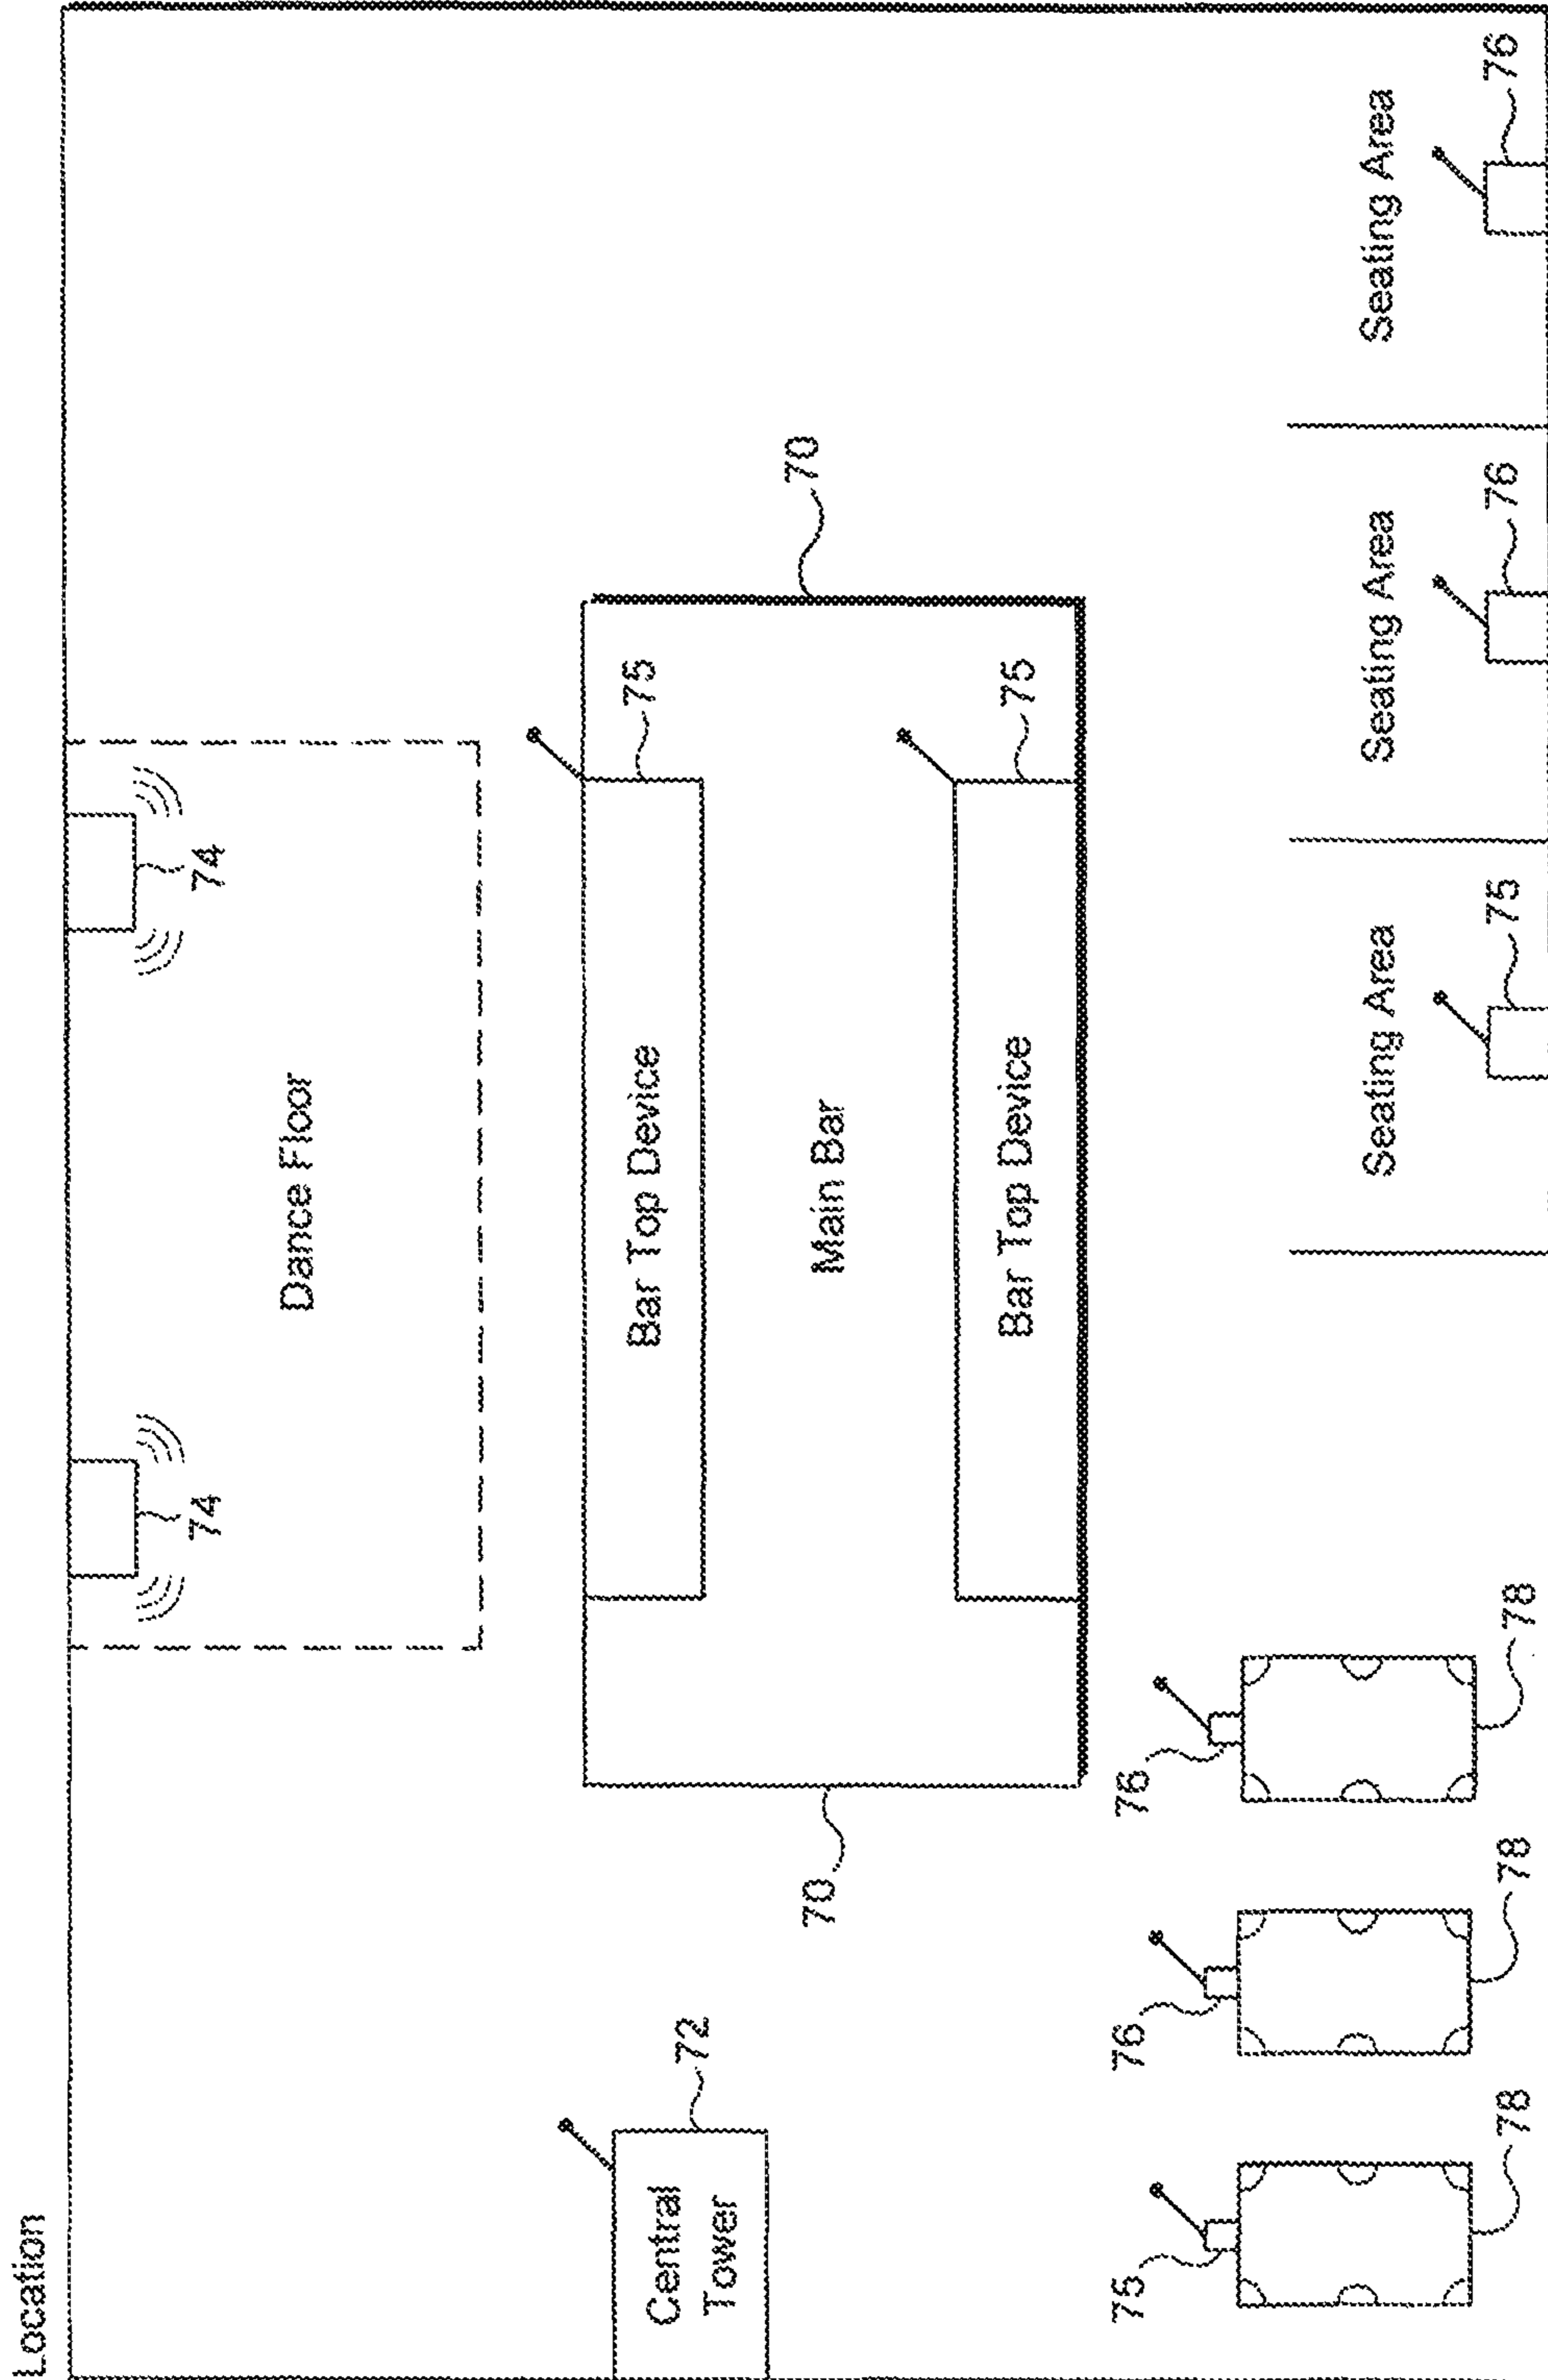 Location
74
74
Dance Floor
Bar Top Device
75
Central
Tower
72
70
Main Bar
70
Bar Top Device
75
75
76
76
Seating Area
Seating Area
Seating Area
78
78
78
75
76
76